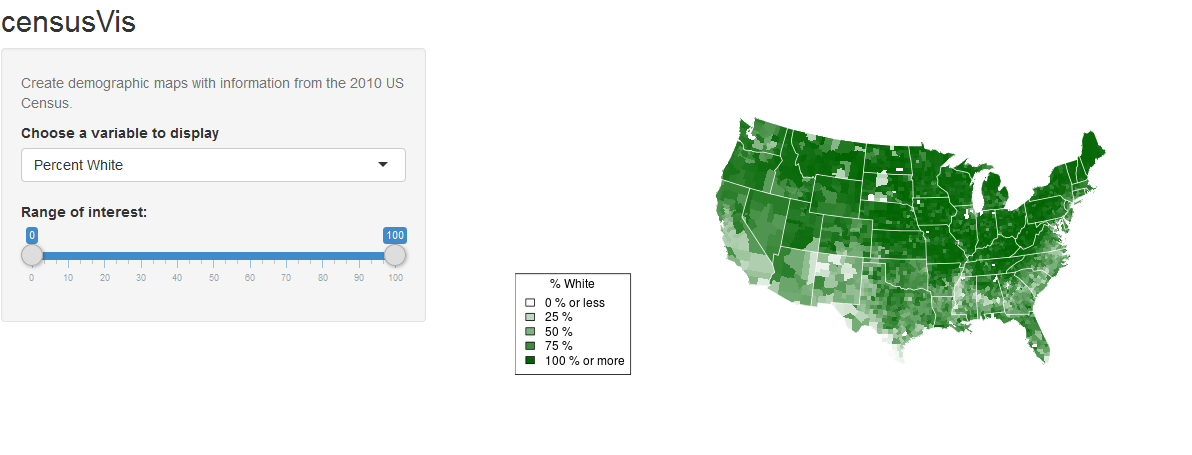 censusVis
Create demographic maps with information from the 2010 US
Census.
Choose a variable to display
Percent White
Range of interest:
0 100
0 10 20 30 40 50 60 70 80 90 100
% White
0 % or less
25 %
50 %
75 %
100 % or more